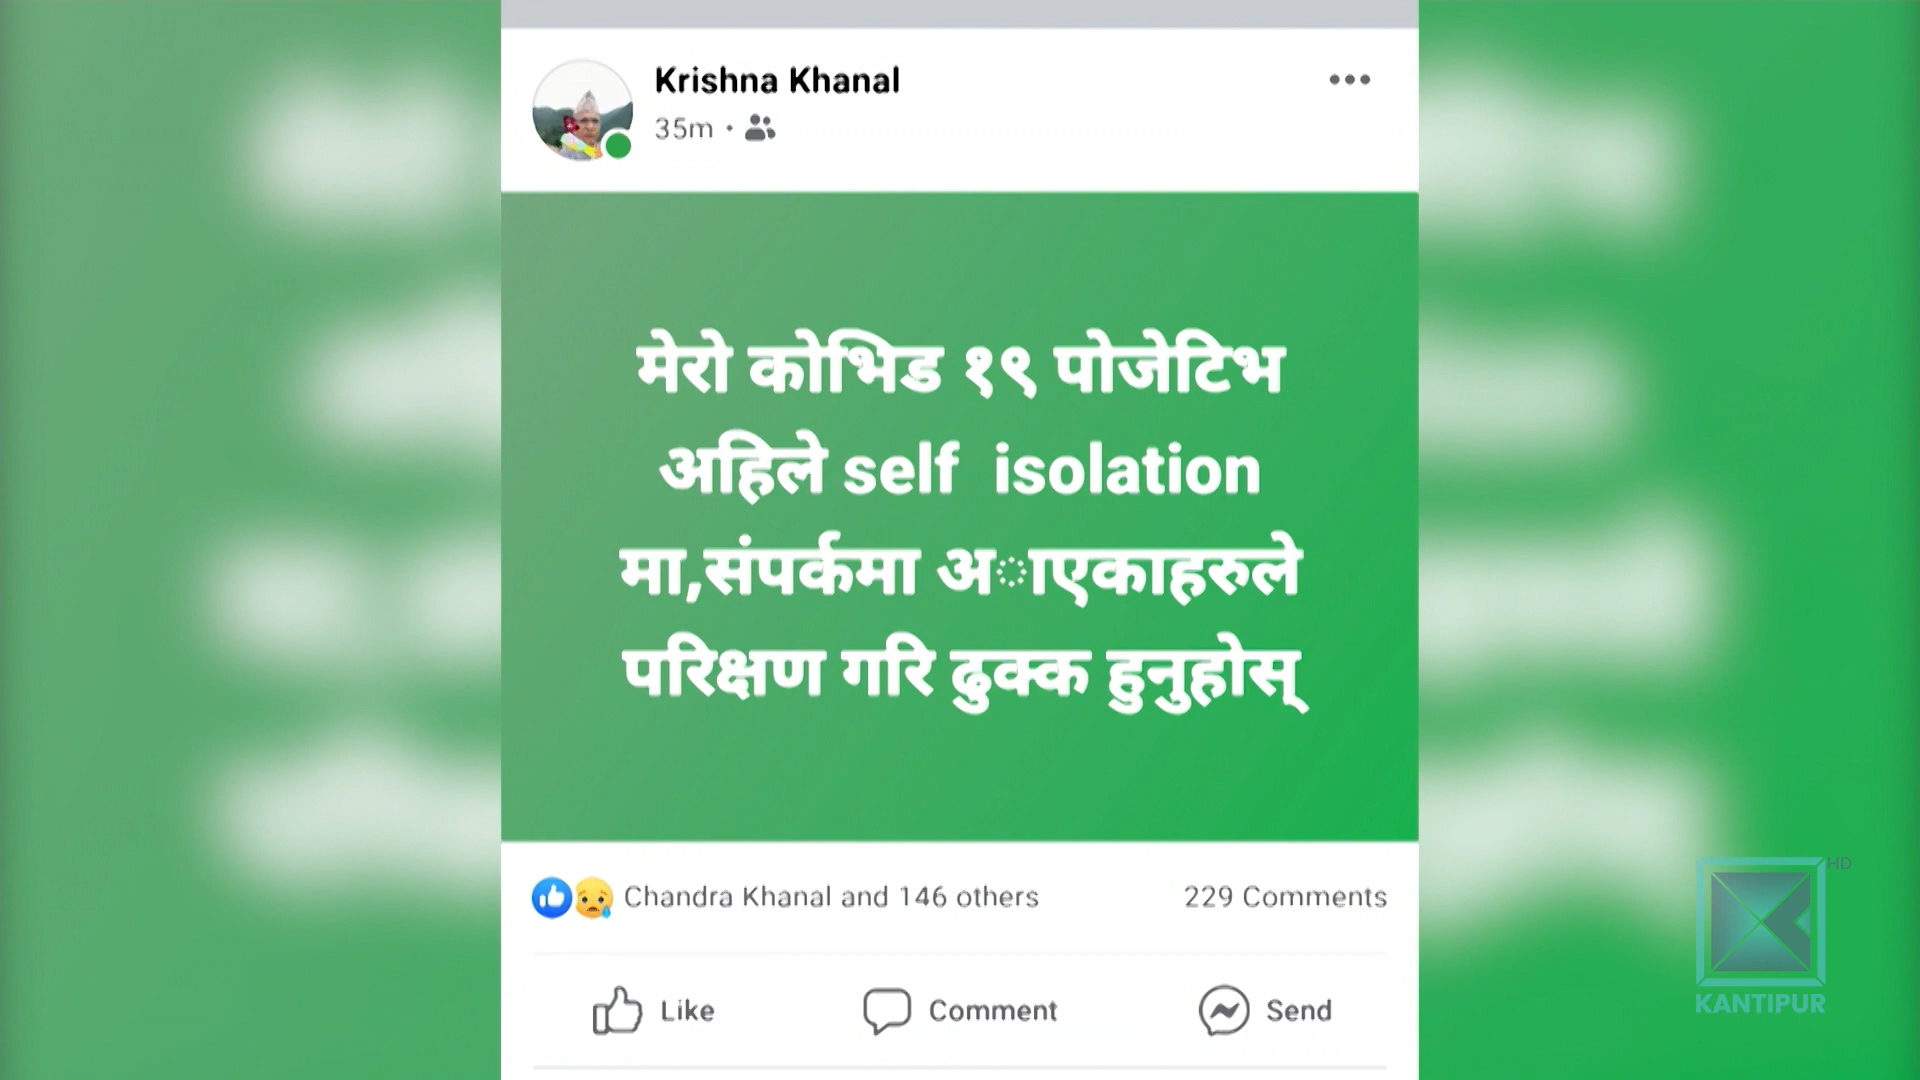 Krishna Khanal
35m
मेरो कोभिड १९ पोजेटिभ
अहिले self isolation
मा,संपर्कमा अाएकाहरुले
परिक्षण गरि ढुक्क हुनुहोस्
Chandra Khanal and 146 others 229 Comments
Like Comment Send
HD
KANTIPUR